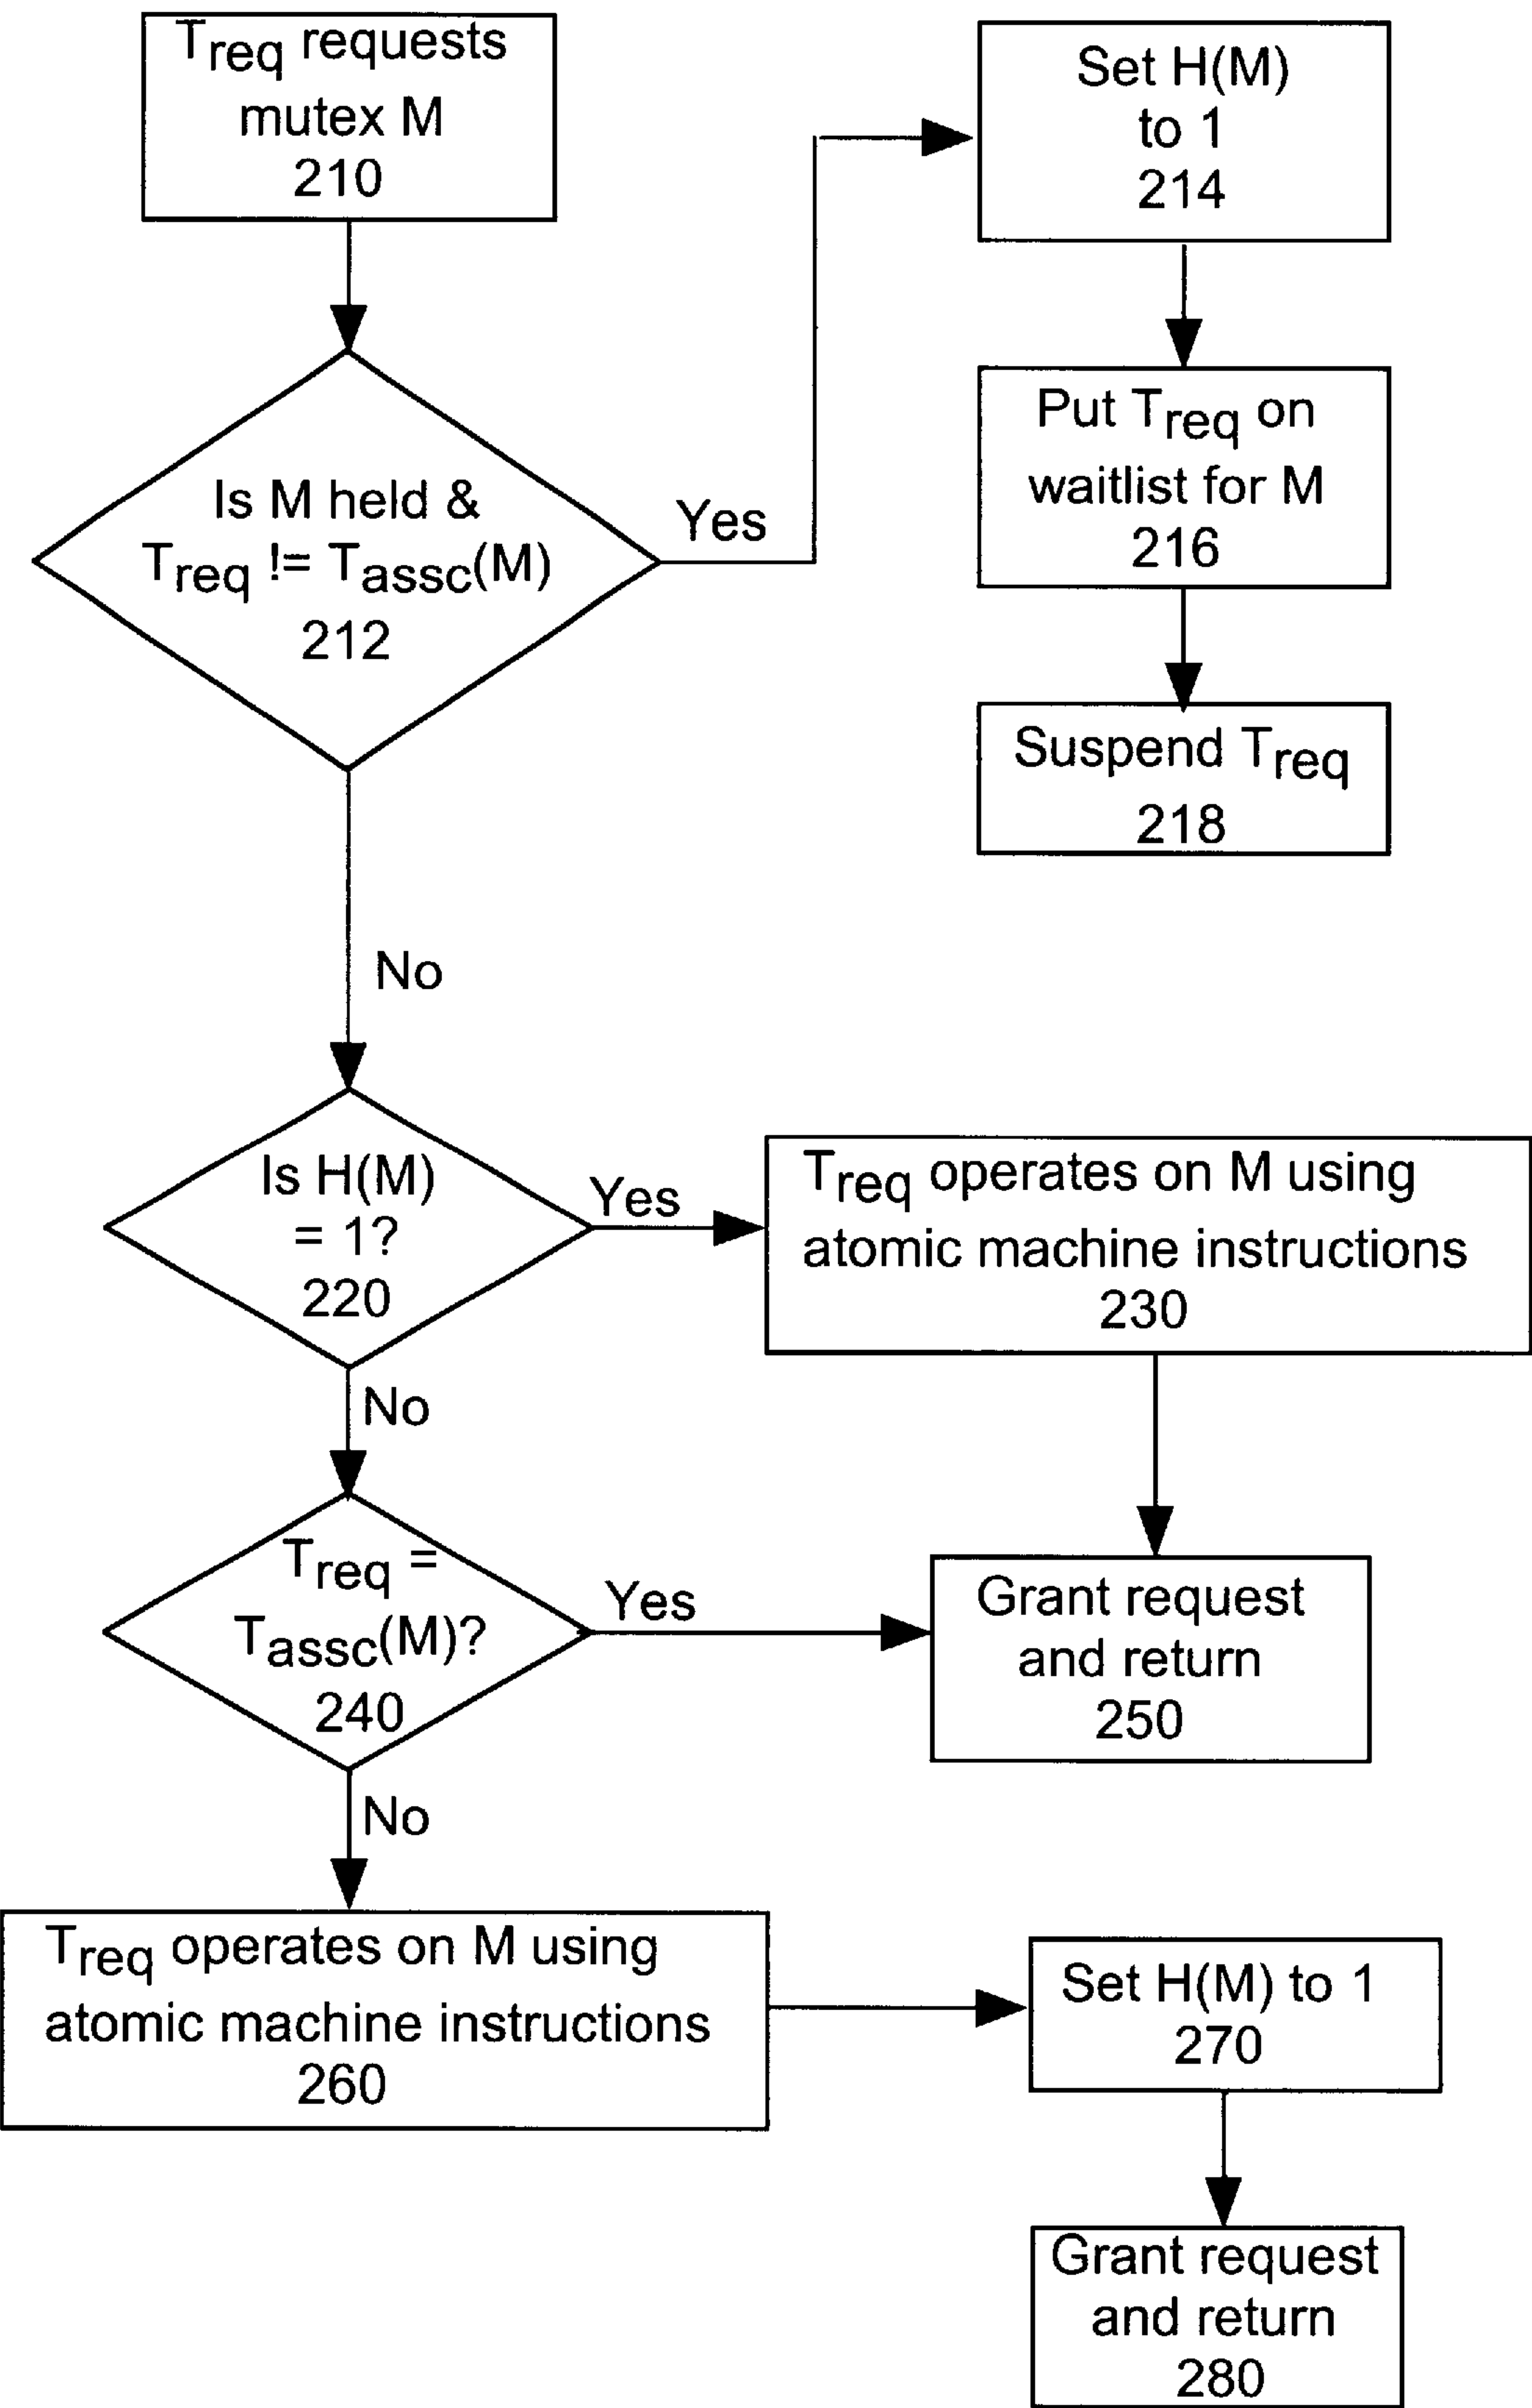 Treq requests
mutex M
210
Is M held &
Treq != Tassc(M)
212
Yes
Set H(M)
to 1
214
Put Treq on
waitlist for M
216
Suspend Treq
218
No
Is H(M)
= 1?
220
Yes
Treq operates on M using
atomic machine instructions
230
No
Treq =
Tassc(M)?
240
Yes
Grant request
and return
250
No
Treq operates on M using
atomic machine instructions
260
Set H(M) to 1
270
Grant request
and return
280